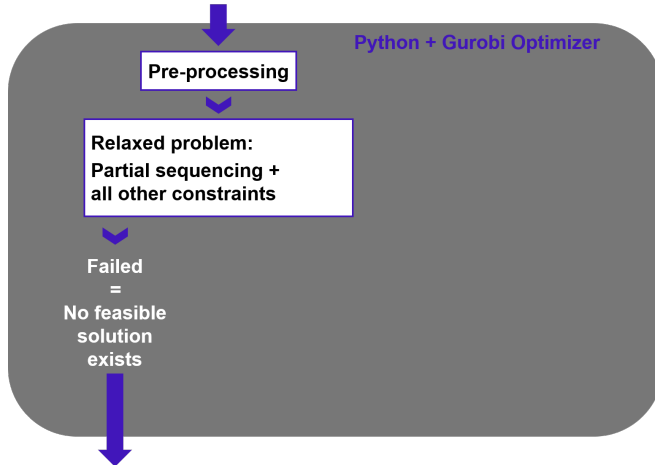 Python + Gurobi Optimizer
Pre-processing
Relaxed problem:
Partial sequencing +
all other constraints
Failed
=
No feasible
solution
exists